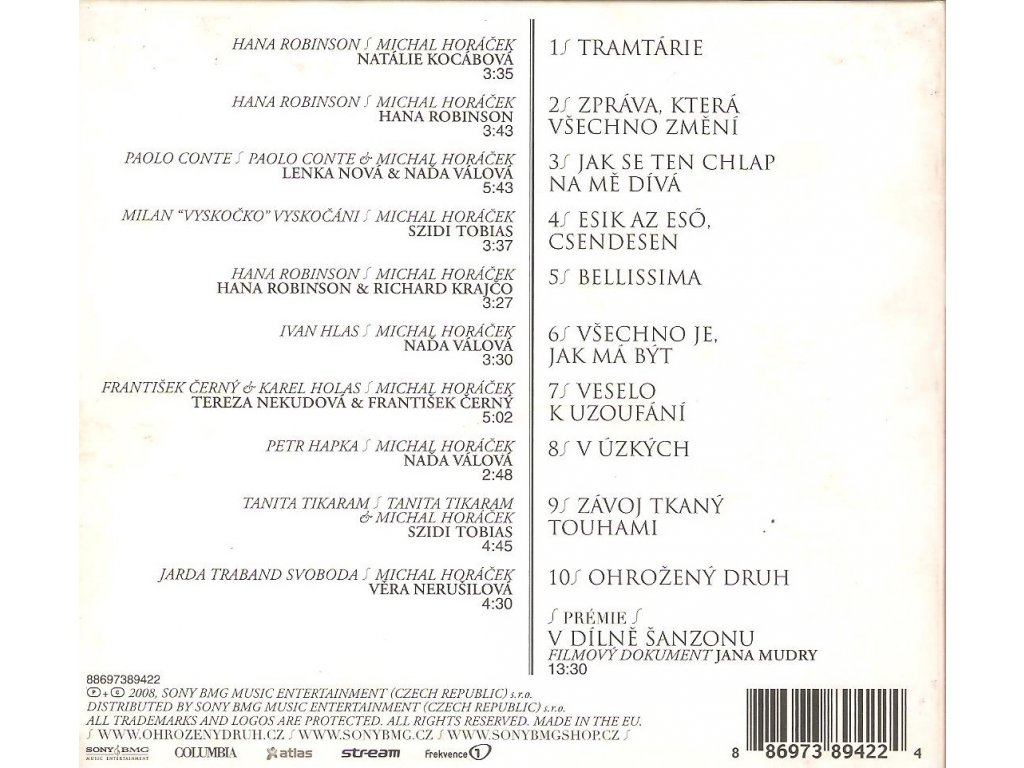 HANA ROBINSON ∫ MICHAL HORÁČEK
NATÁLIE KOCÁBOVÁ
3:35
1∫ TRAMTÁRIE
HANA ROBINSON ∫ MICHAL HORÁČEK
HANA ROBINSON
3:43
2∫ ZPRÁVA, KTERÁ
VŠECHNO ZMĚNÍ
PAOLO CONTE ∫ PAOLO CONTE & MICHAL HORÁČEK
LENKA NOVÁ & NAĎA VÁLOVÁ
5:43
3∫ JAK SE TEN CHLAP
NA MĚ DÍVÁ
MILAN “VYSKOČKO” VYSKOČÁNI ∫ MICHAL HORÁČEK
SZIDI TOBIAS
3:37
4∫ ESIK AZ ESŐ,
CSENDESEN
HANA ROBINSON ∫ MICHAL HORÁČEK
HANA ROBINSON & RICHARD KRAJČO
3:27
5∫ BELLISSIMA
IVAN HLAS ∫ MICHAL HORÁČEK
NAĎA VÁLOVÁ
3:30
6∫ VŠECHNO JE,
JAK MÁ BÝT
FRANTIŠEK ČERNÝ & KAREL HOLAS ∫ MICHAL HORÁČEK
TEREZA NEKUDOVÁ & FRANTIŠEK ČERNÝ
5:02
7∫ VESELO
K UZOUFÁNÍ
PETR HAPKA ∫ MICHAL HORÁČEK
NAĎA VÁLOVÁ
2:48
8∫ V ÚZKÝCH
TANITA TIKARAM ∫ TANITA TIKARAM
& MICHAL HORÁČEK
SZIDI TOBIAS
4:45
9∫ ZÁVOJ TKANÝ
TOUHAMI
JARDA TRABAND SVOBODA ∫ MICHAL HORÁČEK
VĚRA NERUŠILOVÁ
4:30
10∫ OHROŽENÝ DRUH
∫ PRÉMIE ∫
V DÍLNĚ ŠANZONU
FILMOVÝ DOKUMENT JANA MUDRY
13:30
88697389422
℗+© 2008, SONY BMG MUSIC ENTERTAINMENT (CZECH REPUBLIC) s.r.o.
DISTRIBUTED BY SONY BMG MUSIC ENTERTAINMENT (CZECH REPUBLIC) s.r.o.
ALL TRADEMARKS AND LOGOS ARE PROTECTED. ALL RIGHTS RESERVED. MADE IN THE EU.
∫ WWW.OHROZENYDRUH.CZ ∫ WWW.SONYBMG.CZ ∫ WWW.SONYBMGSHOP.CZ ∫
SONY BMG
MUSIC ENTERTAINMENT
COLUMBIA
atlas
stream
frekvence 1
8 86973 89422 4